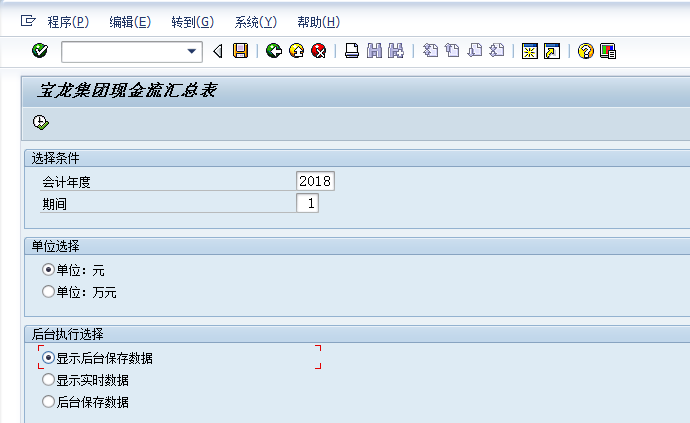 程序(P) 编辑(E) 转到(G) 系统(Y) 帮助(H)
宝龙集团现金流汇总表
选择条件
会计年度 2018
期间 1
单位选择
单位：元
单位：万元
后台执行选择
显示后台保存数据
显示实时数据
后台保存数据